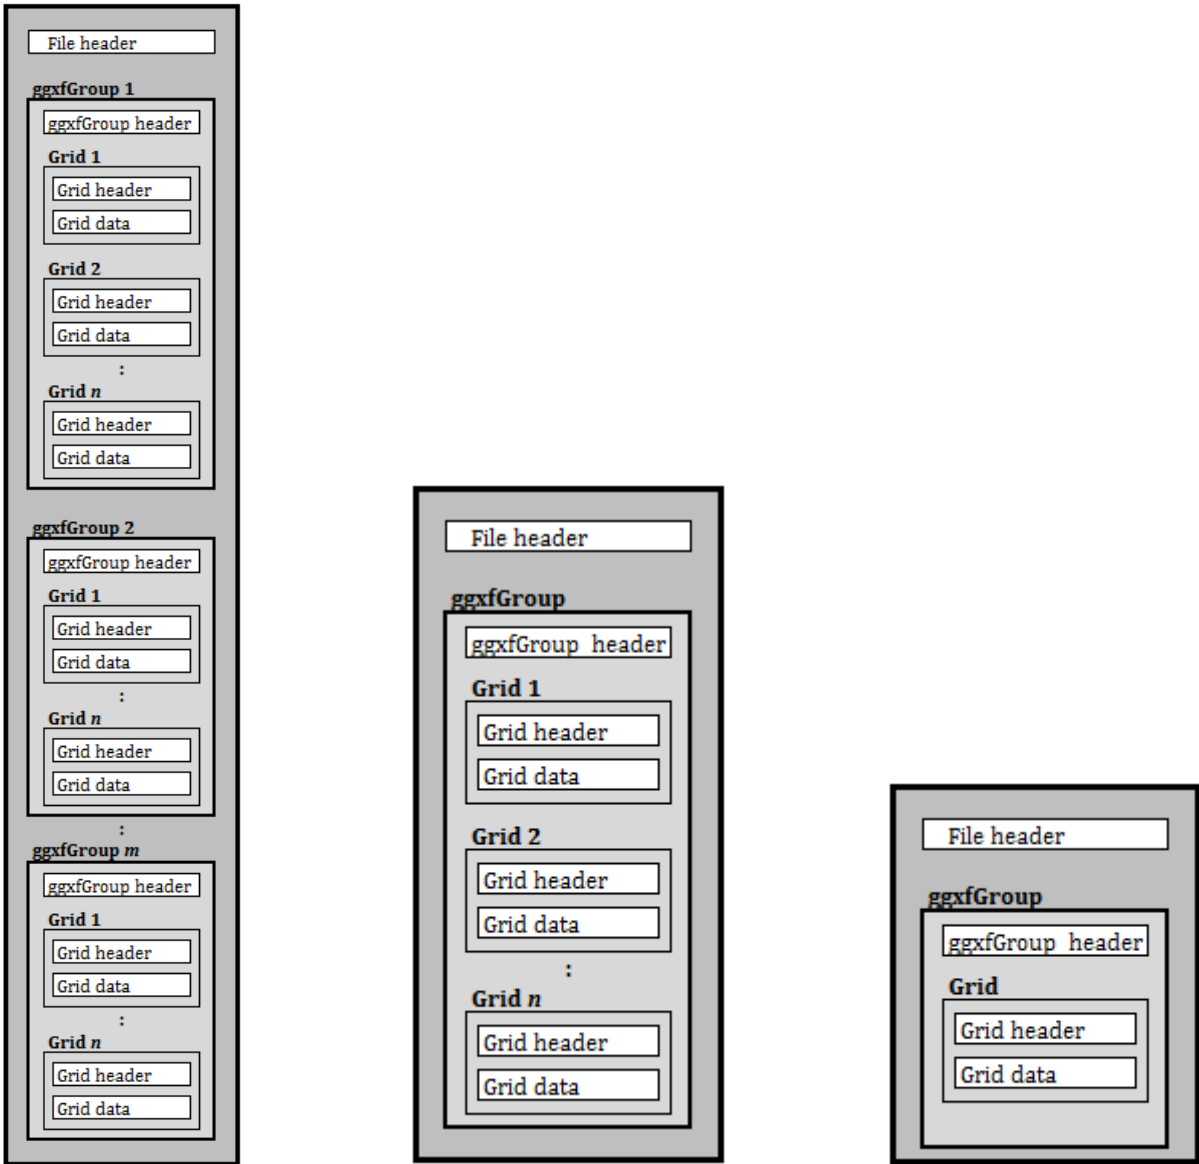 File header
ggxfGroup 1
ggxfGroup header
Grid 1
Grid header
Grid data
Grid 2
Grid header
Grid data
:
Grid n
Grid header
Grid data
ggxfGroup 2
ggxfGroup header
Grid 1
Grid header
Grid data
:
Grid n
Grid header
Grid data
:
ggxfGroup m
ggxfGroup header
Grid 1
Grid header
Grid data
:
Grid n
Grid header
Grid data
File header
ggxfGroup
ggxfGroup header
Grid 1
Grid header
Grid data
Grid 2
Grid header
Grid data
:
Grid n
Grid header
Grid data
File header
ggxfGroup
ggxfGroup header
Grid
Grid header
Grid data